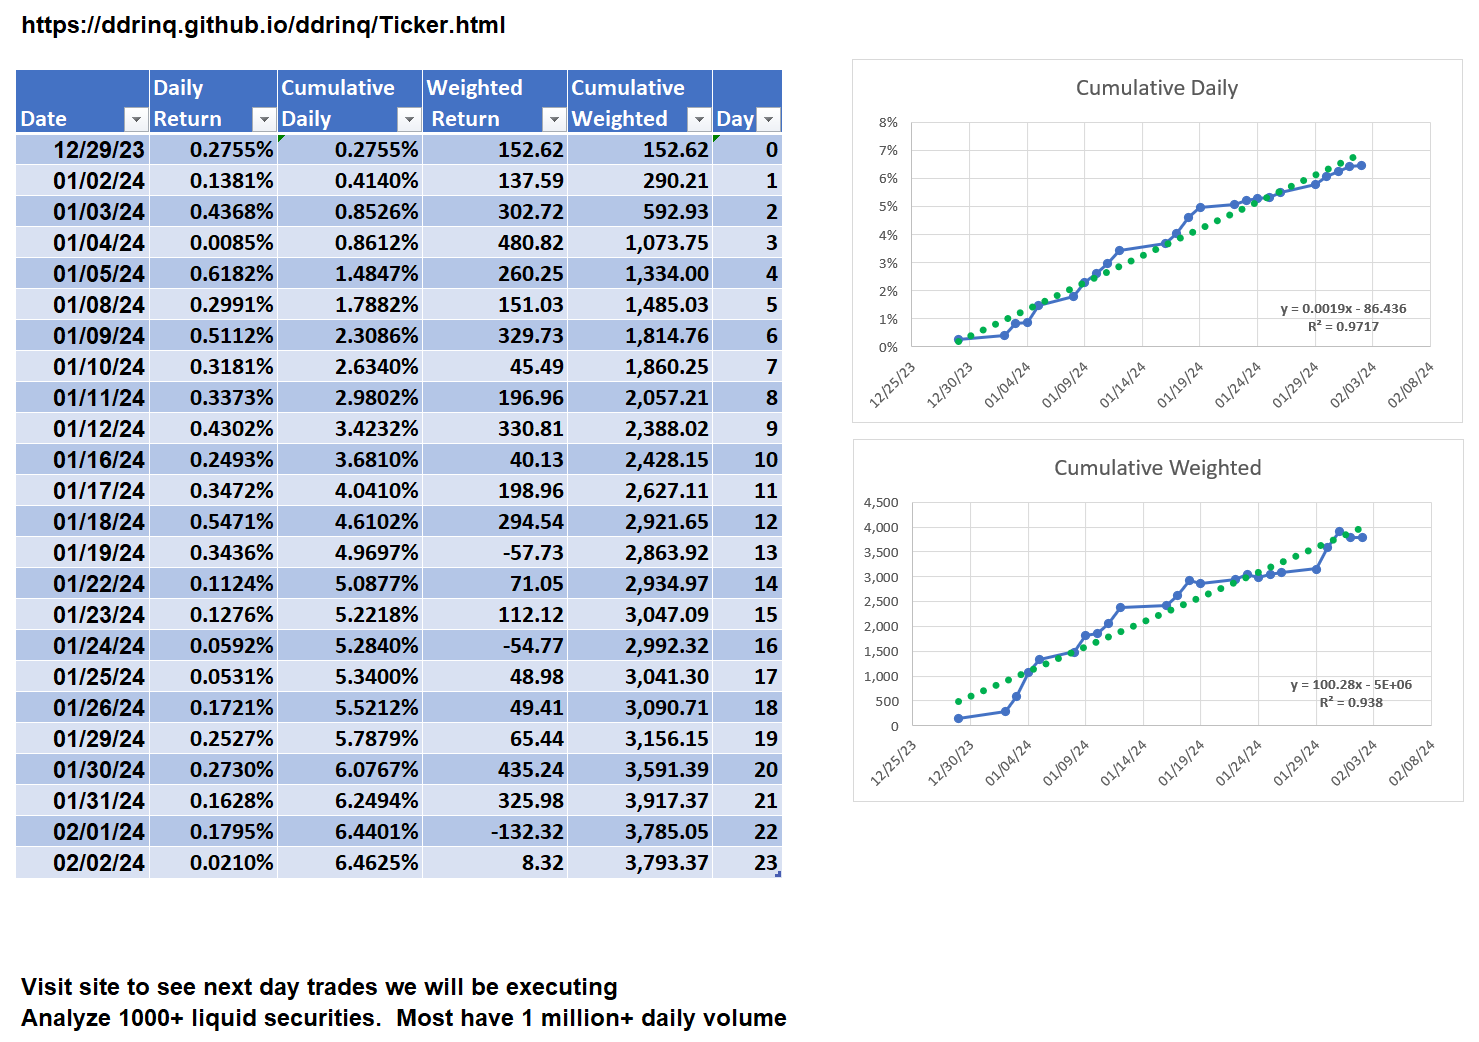 https://ddrinq.github.io/ddrinq/Ticker.html
Date Daily Return Cumulative Daily Weighted Return Cumulative Weighted Day
12/29/23 0.2755% 0.2755% 152.62 152.62 0
01/02/24 0.1381% 0.4140% 137.59 290.21 1
01/03/24 0.4368% 0.8526% 302.72 592.93 2
01/04/24 0.0085% 0.8612% 480.82 1,073.75 3
01/05/24 0.6182% 1.4847% 260.25 1,334.00 4
01/08/24 0.2991% 1.7882% 151.03 1,485.03 5
01/09/24 0.5112% 2.3086% 329.73 1,814.76 6
01/10/24 0.3181% 2.6340% 45.49 1,860.25 7
01/11/24 0.3373% 2.9802% 196.96 2,057.21 8
01/12/24 0.4302% 3.4232% 330.81 2,388.02 9
01/16/24 0.2493% 3.6810% 40.13 2,428.15 10
01/17/24 0.3472% 4.0410% 198.96 2,627.11 11
01/18/24 0.5471% 4.6102% 294.54 2,921.65 12
01/19/24 0.3436% 4.9697% -57.73 2,863.92 13
01/22/24 0.1124% 5.0877% 71.05 2,934.97 14
01/23/24 0.1276% 5.2218% 112.12 3,047.09 15
01/24/24 0.0592% 5.2840% -54.77 2,992.32 16
01/25/24 0.0531% 5.3400% 48.98 3,041.30 17
01/26/24 0.1721% 5.5212% 49.41 3,090.71 18
01/29/24 0.2527% 5.7879% 65.44 3,156.15 19
01/30/24 0.2730% 6.0767% 435.24 3,591.39 20
01/31/24 0.1628% 6.2494% 325.98 3,917.37 21
02/01/24 0.1795% 6.4401% -132.32 3,785.05 22
02/02/24 0.0210% 6.4625% 8.32 3,793.37 23
Cumulative Daily
8%
7%
6%
5%
4%
3%
2%
1%
0%
y = 0.0019x - 86.436
R² = 0.9717
12/25/23 12/30/23 01/04/24 01/09/24 01/14/24 01/19/24 01/24/24 01/29/24 02/03/24 02/08/24
Cumulative Weighted
4,500
4,000
3,500
3,000
2,500
2,000
1,500
1,000
500
0
y = 100.28x - 5E+06
R² = 0.938
12/25/23 12/30/23 01/04/24 01/09/24 01/14/24 01/19/24 01/24/24 01/29/24 02/03/24 02/08/24
Visit site to see next day trades we will be executing
Analyze 1000+ liquid securities.  Most have 1 million+ daily volume